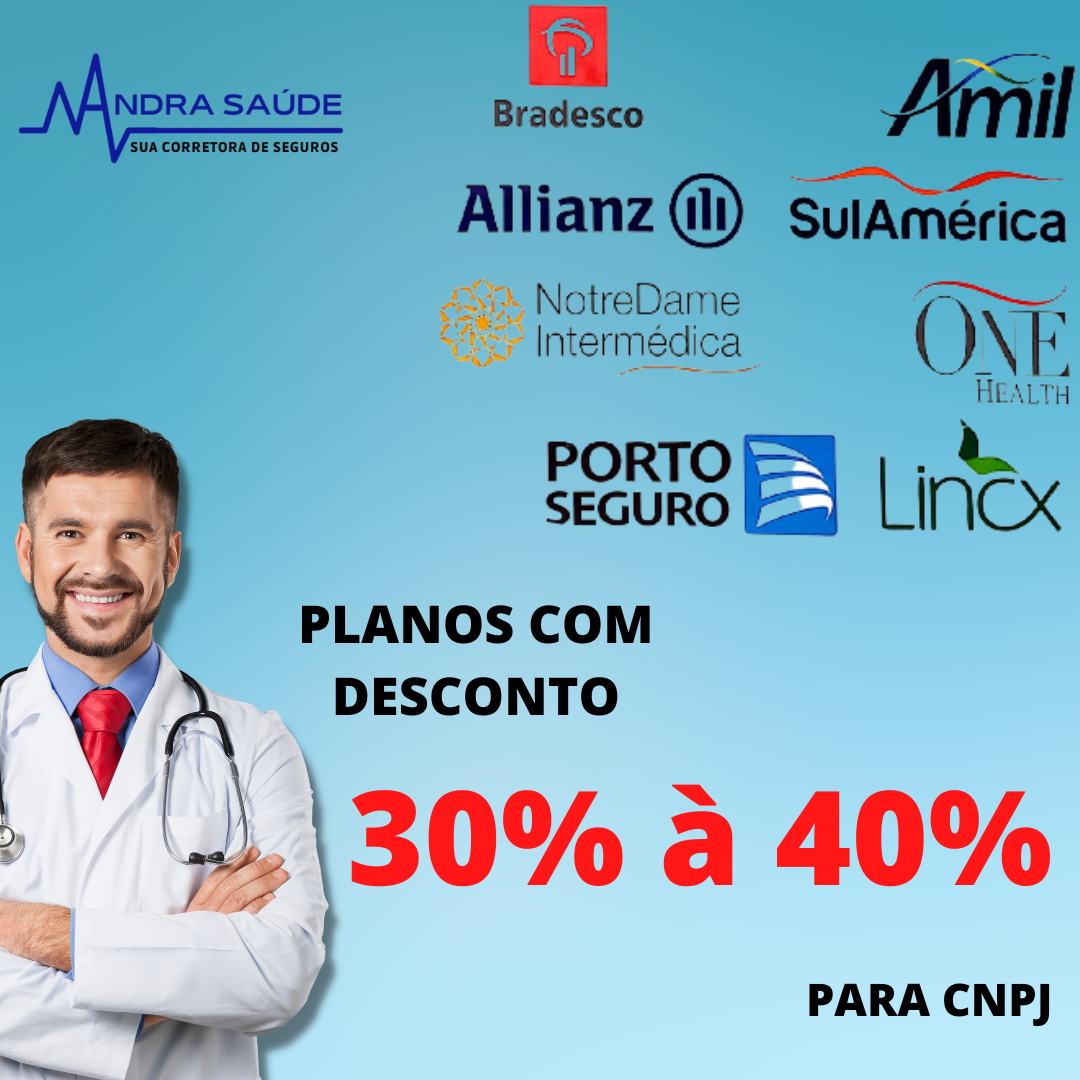 ANDRA SAÚDE
SUA CORRETORA DE SEGUROS
Bradesco
Amil
Allianz
SulAmérica
NotreDame
Intermédica
ONE
HEALTH
PORTO
SEGURO
Lincx
PLANOS COM
DESCONTO
30% à 40%
PARA CNPJ